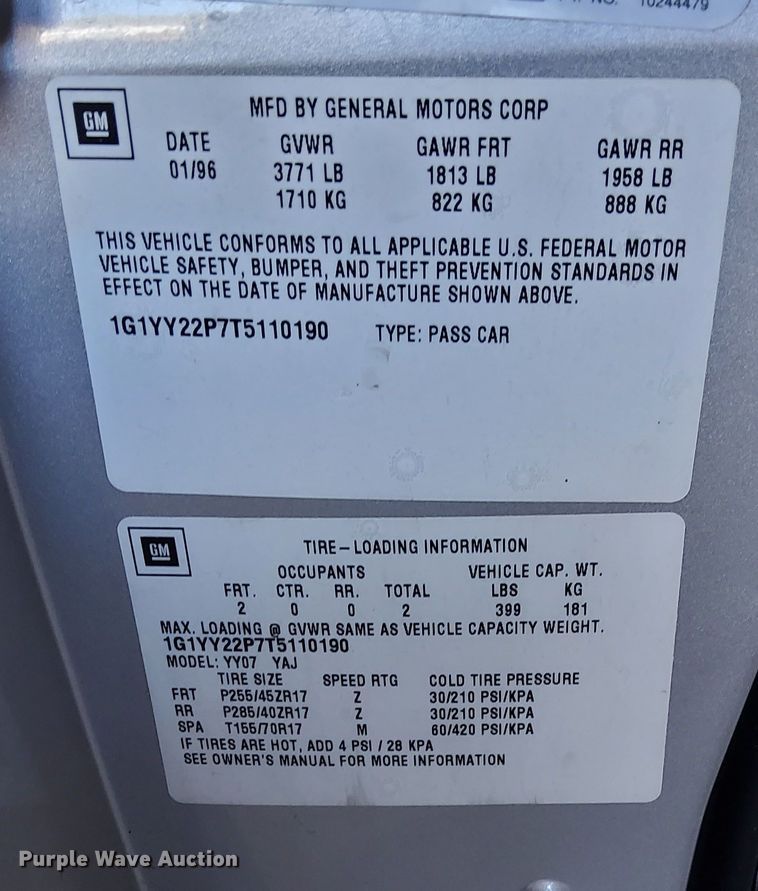 NO. 10244479
GM
MFD BY GENERAL MOTORS CORP
DATE GVWR GAWR FRT GAWR RR
01/96 3771 LB 1813 LB 1958 LB
1710 KG 822 KG 888 KG
THIS VEHICLE CONFORMS TO ALL APPLICABLE U.S. FEDERAL MOTOR
VEHICLE SAFETY, BUMPER, AND THEFT PREVENTION STANDARDS IN
EFFECT ON THE DATE OF MANUFACTURE SHOWN ABOVE.
1G1YY22P7T5110190 TYPE: PASS CAR
GM
TIRE-LOADING INFORMATION
OCCUPANTS VEHICLE CAP. WT.
FRT. CTR. RR. TOTAL LBS KG
2 0 0 2 399 181
MAX. LOADING @ GVWR SAME AS VEHICLE CAPACITY WEIGHT.
1G1YY22P7T5110190
MODEL: YY07 YAJ
TIRE SIZE SPEED RTG COLD TIRE PRESSURE
FRT P255/45ZR17 Z 30/210 PSI/KPA
RR P285/40ZR17 Z 30/210 PSI/KPA
SPA T155/70R17 M 60/420 PSI/KPA
IF TIRES ARE HOT, ADD 4 PSI / 28 KPA
SEE OWNER'S MANUAL FOR MORE INFORMATION
Purple Wave Auction